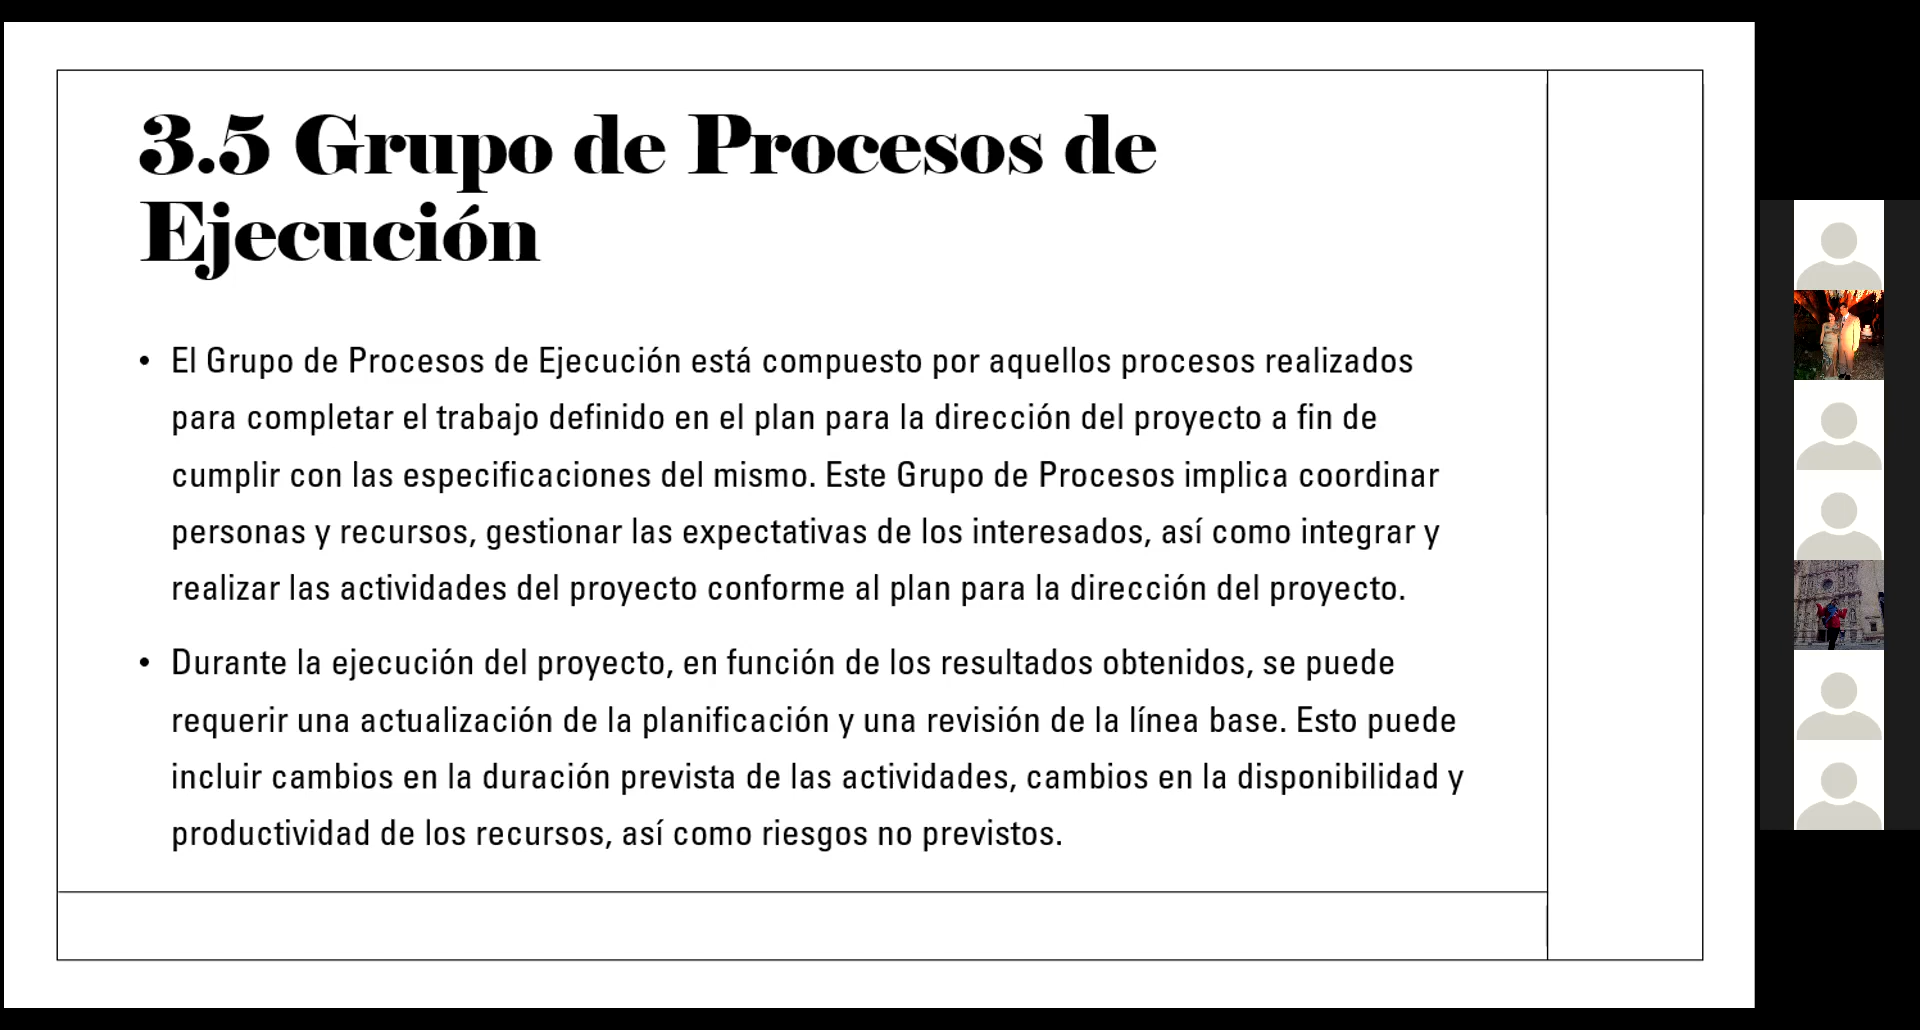 3.5 Grupo de Procesos de
Ejecución
• El Grupo de Procesos de Ejecución está compuesto por aquellos procesos realizados
para completar el trabajo definido en el plan para la dirección del proyecto a fin de
cumplir con las especificaciones del mismo. Este Grupo de Procesos implica coordinar
personas y recursos, gestionar las expectativas de los interesados, así como integrar y
realizar las actividades del proyecto conforme al plan para la dirección del proyecto.
• Durante la ejecución del proyecto, en función de los resultados obtenidos, se puede
requerir una actualización de la planificación y una revisión de la línea base. Esto puede
incluir cambios en la duración prevista de las actividades, cambios en la disponibilidad y
productividad de los recursos, así como riesgos no previstos.